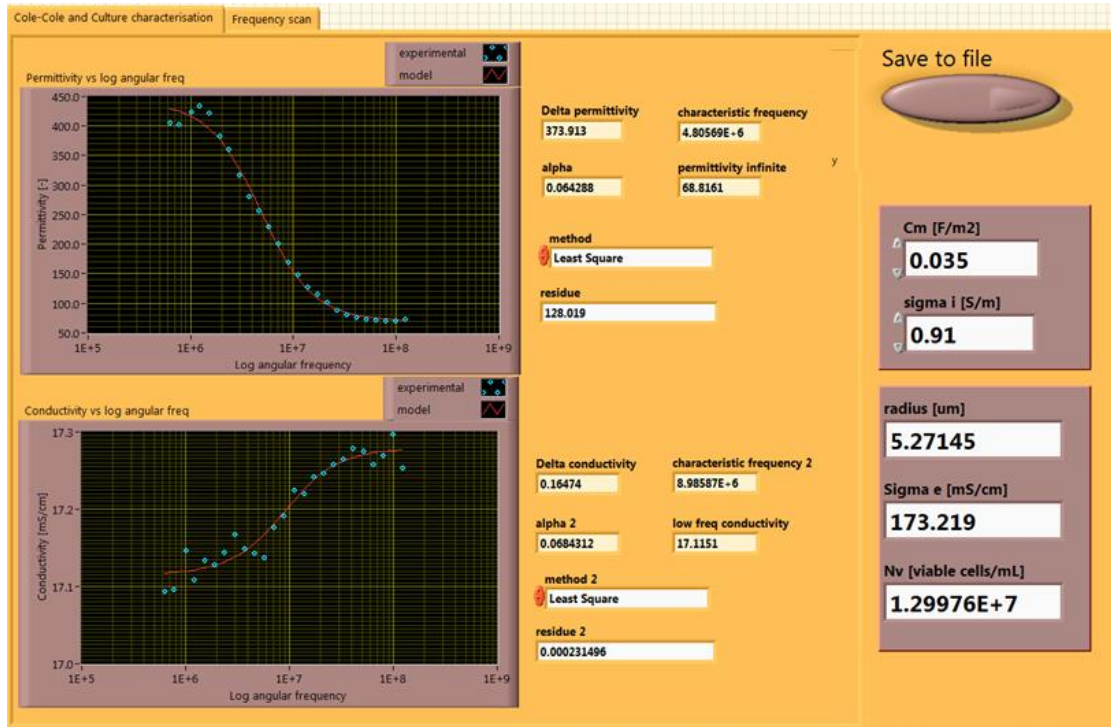 Cole-Cole and Culture characterisation
Frequency scan
experimental
model
Permittivity vs log angular freq
450.0
400.0
350.0
300.0
250.0
200.0
150.0
100.0
50.0
Permittivity [-]
1E+5 1E+6 1E+7 1E+8 1E+9
Log angular frequency
Delta permittivity
373.913
characteristic frequency
4.80569E+6
alpha
0.064288
permittivity infinite
68.8161
y
method
Least Square
residue
128.019
experimental
model
Conductivity vs log angular freq
17.3
17.2
17.1
17.0
Conductivity [mS/cm]
1E+5 1E+6 1E+7 1E+8 1E+9
Log angular frequency
Delta conductivity
0.16474
characteristic frequency 2
8.98587E+6
alpha 2
0.0684312
low freq conductivity
17.1151
method 2
Least Square
residue 2
0.000231496
Save to file
Cm [F/m2]
0.035
sigma i [S/m]
0.91
radius [um]
5.27145
Sigma e [mS/cm]
173.219
Nv [viable cells/mL]
1.29976E+7